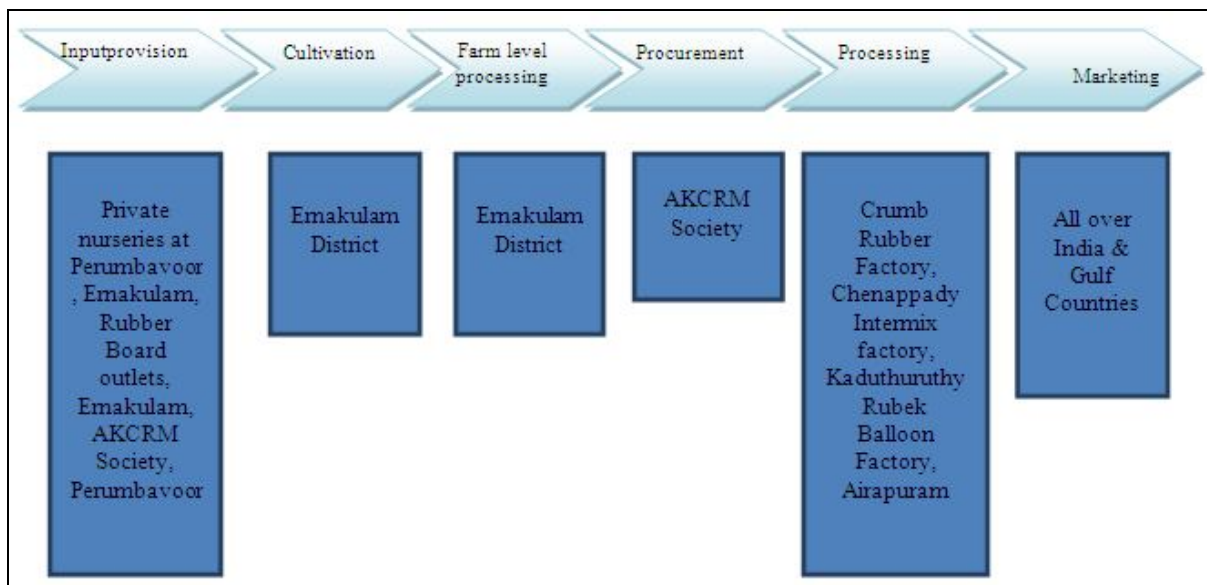 Inputprovision
Cultivation
Farm level
processing
Procurement
Processing
Marketing
Private
nurseries at
Perumbavoor
, Ernakulam,
Rubber
Board
outlets,
Ernakulam,
AKCRM
Society,
Perumbavoor
Ernakulam
District
Ernakulam
District
AKCRM
Society
Crumb
Rubber
Factory,
Chenappady
Intermix
factory,
Kaduthuruthy
Rubek
Balloon
Factory,
Airapuram
All over
India &
Gulf
Countries